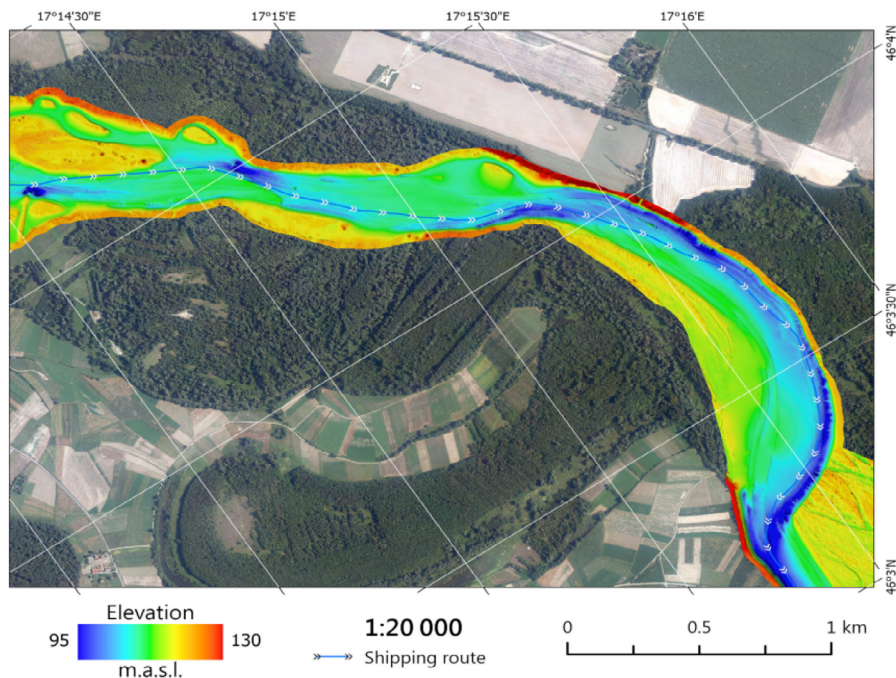 17°14'30"E 17°15'E 17°15'30"E 17°16'E
46°4'N
46°3'30"N
46°3'N
Elevation
95 130
m.a.s.l.
1:20 000
Shipping route
0 0.5 1 km